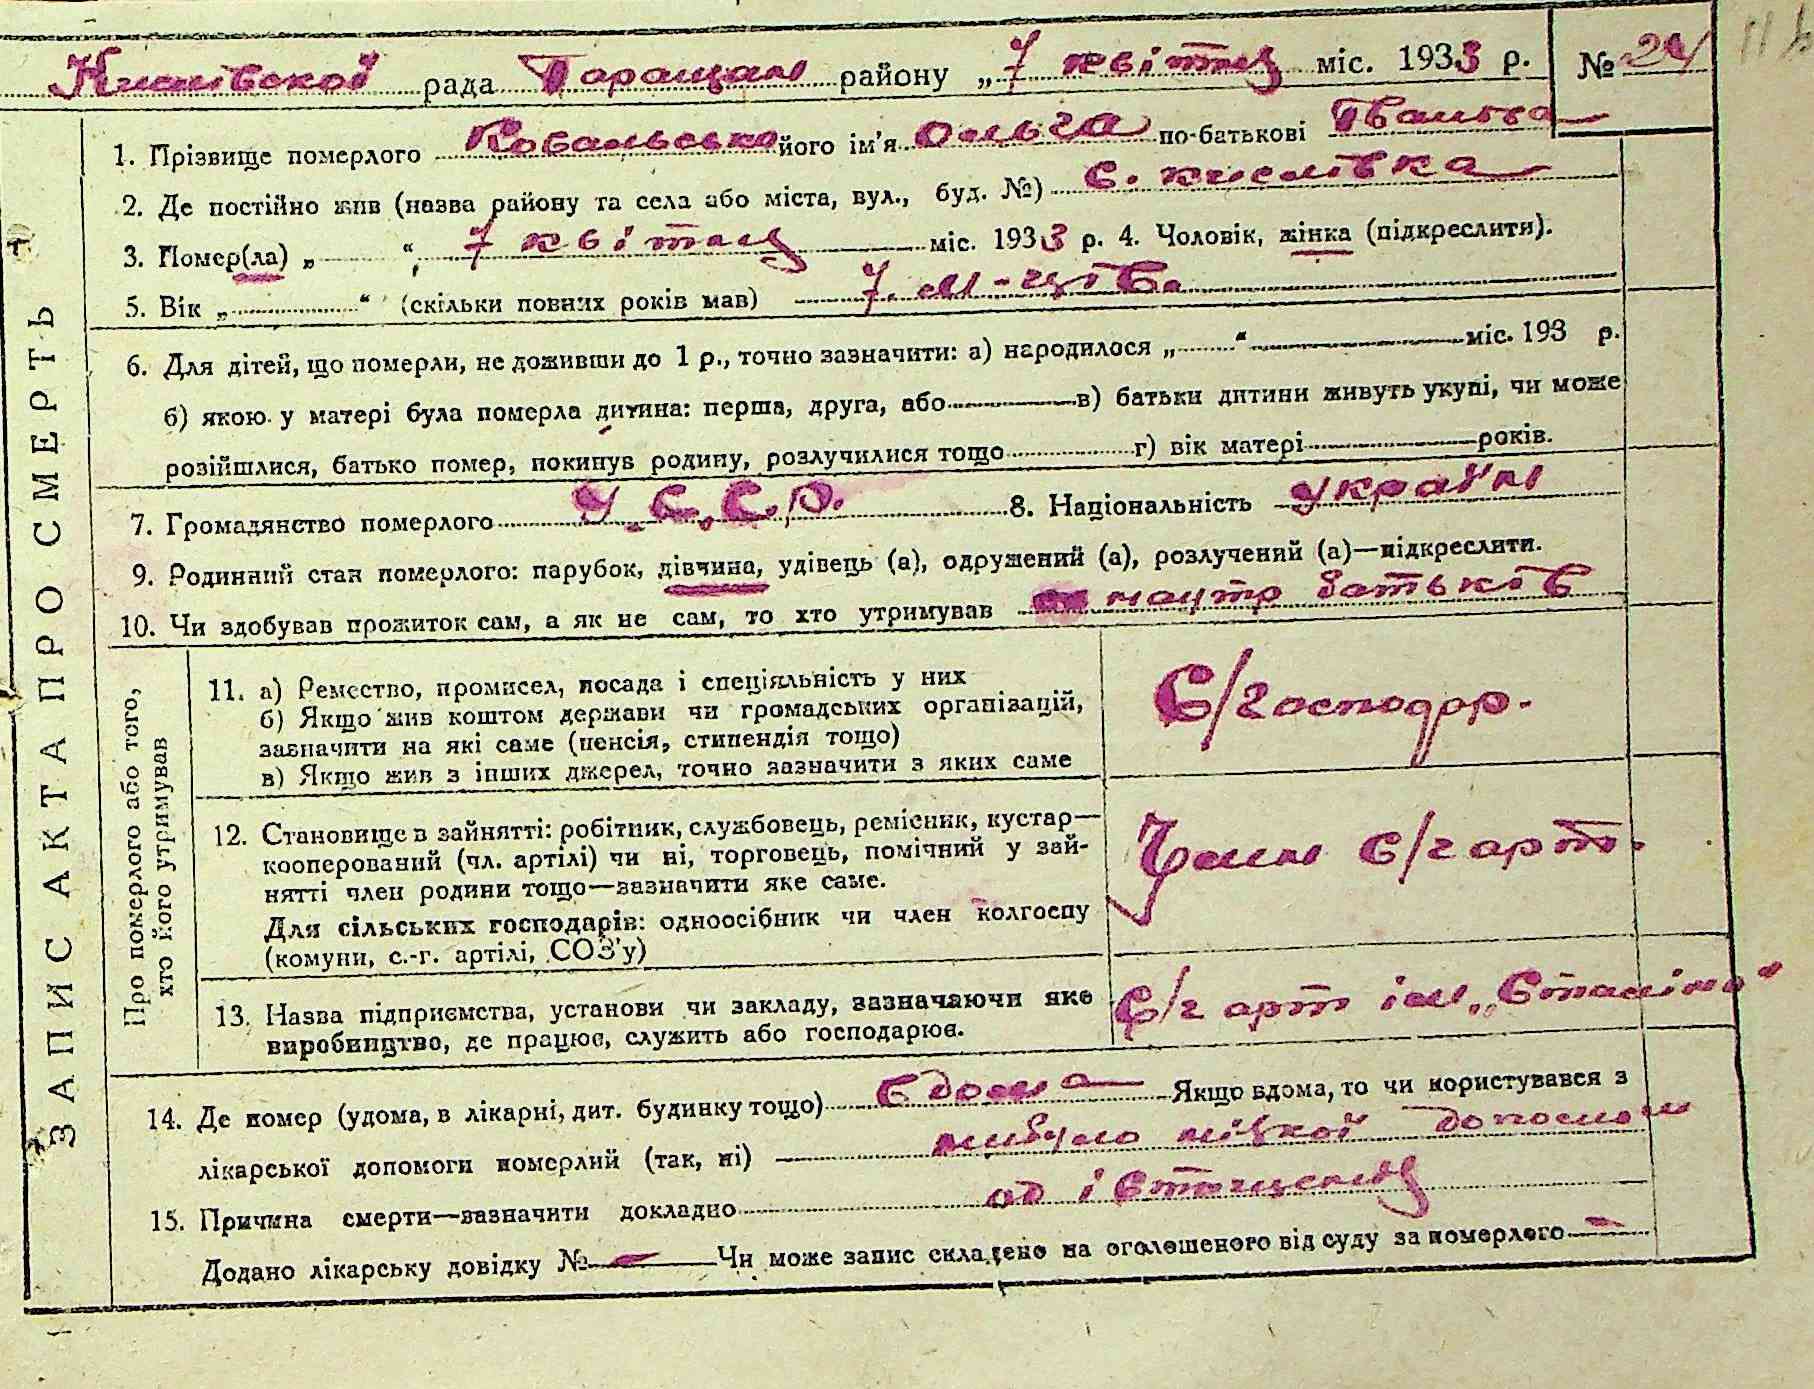 Кислівської рада Таращан району „7 квітня міс. 1933 р. № 24
ЗАПИС АКТА ПРО СМЕРТЬ
1. Прізвище померлого Ковальсько його ім'я Ольга по-батькові Іванівна
2. Де постійно жив (назва району та села або міста, вул., буд. №) с. Кислівка
3. Помер(ла) „ “ 7 квітня міс. 1933 р. 4. Чоловік, жінка (підкреслити).
5. Вік „ “ (скільки повних років мав) 7. м-ців
6. Для дітей, що померли, не доживши до 1 р., точно зазначити: а) народилося „ “ міс. 193 р.
б) якою у матері була померла дитина: перша, друга, або в) батьки дитини живуть укупі, чи може
розійшлися, батько помер, покинув родину, розлучилися тощо г) вік матері років.
7. Громадянство померлого У.С.С.Р. 8. Національність україн
9. Родинний стан померлого: парубок, дівчина, удівець (а), одружений (а), розлучений (а)—підкреслити.
10. Чи здобував прожиток сам, а як не сам, то хто утримував батьків
Про померлого або того, хто його утримував
11. а) Ремество, промисел, посада і спеціяльність у них
б) Якщо жив коштом держави чи громадських організацій,
зазначити на які саме (пенсія, стипендія тощо)
в) Якщо жив з інших джерел, точно зазначити з яких саме
С/господар.
12. Становище в зайнятті: робітник, службовець, ремісник, кустар—
кооперований (чл. артілі) чи ні, торговець, помічний у зай-
нятті член родини тощо—зазначити яке саме.
Для сільських господарів: одноосібник чи член колгоспу
(комуни, с.-г. артілі, СОЗ'у)
Член с/г арт.
13. Назва підприємства, установи чи закладу, зазначаючи яке
виробництво, де працює, служить або господарює.
С/г арт ім „Сталіна“
14. Де помер (удома, в лікарні, дит. будинку тощо) вдома Якщо вдома, то чи користувався з
лікарської допомоги померлий (так, ні) небуло допомоги
15. Причина смерти—зазначити докладно од істощения
Додано лікарську довідку № — Чи може запис складено на оголошеного від суду за померлого —